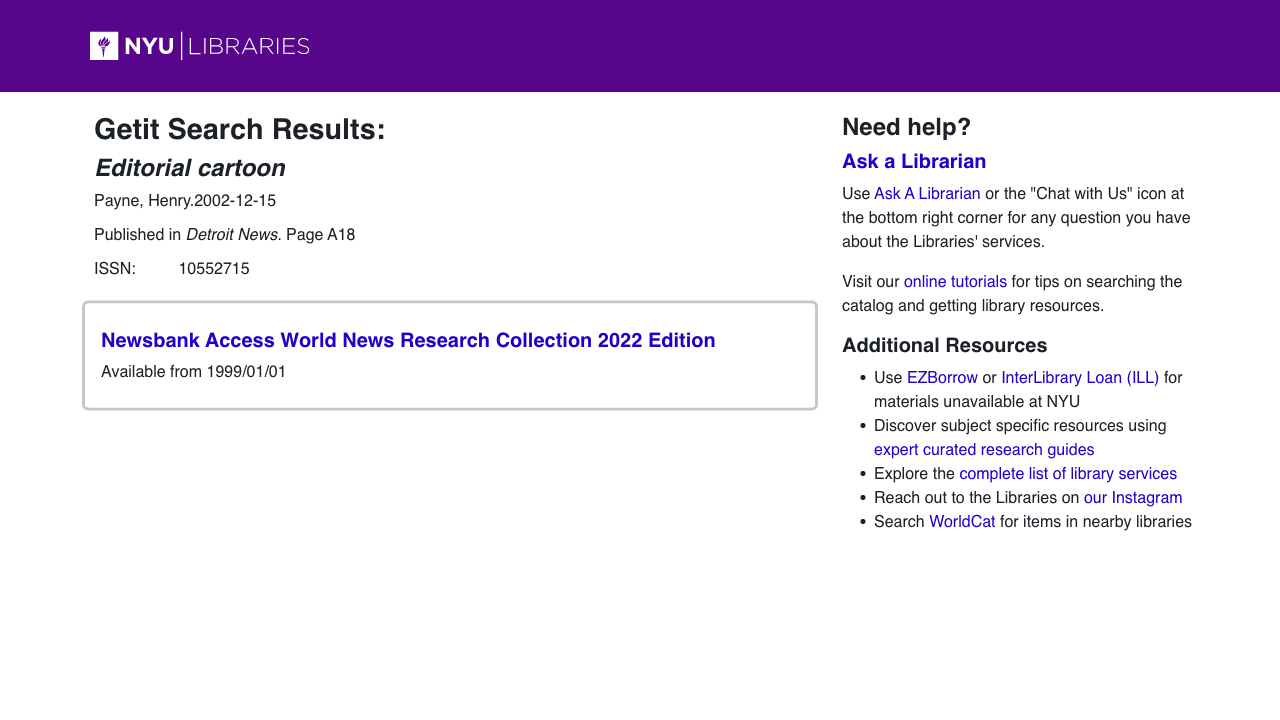 NYU | LIBRARIES
Getit Search Results:
Editorial cartoon
Payne, Henry.2002-12-15
Published in Detroit News. Page A18
ISSN: 10552715
Newsbank Access World News Research Collection 2022 Edition
Available from 1999/01/01
Need help?
Ask a Librarian
Use Ask A Librarian or the "Chat with Us" icon at
the bottom right corner for any question you have
about the Libraries' services.
Visit our online tutorials for tips on searching the
catalog and getting library resources.
Additional Resources
• Use EZBorrow or InterLibrary Loan (ILL) for
materials unavailable at NYU
• Discover subject specific resources using
expert curated research guides
• Explore the complete list of library services
• Reach out to the Libraries on our Instagram
• Search WorldCat for items in nearby libraries